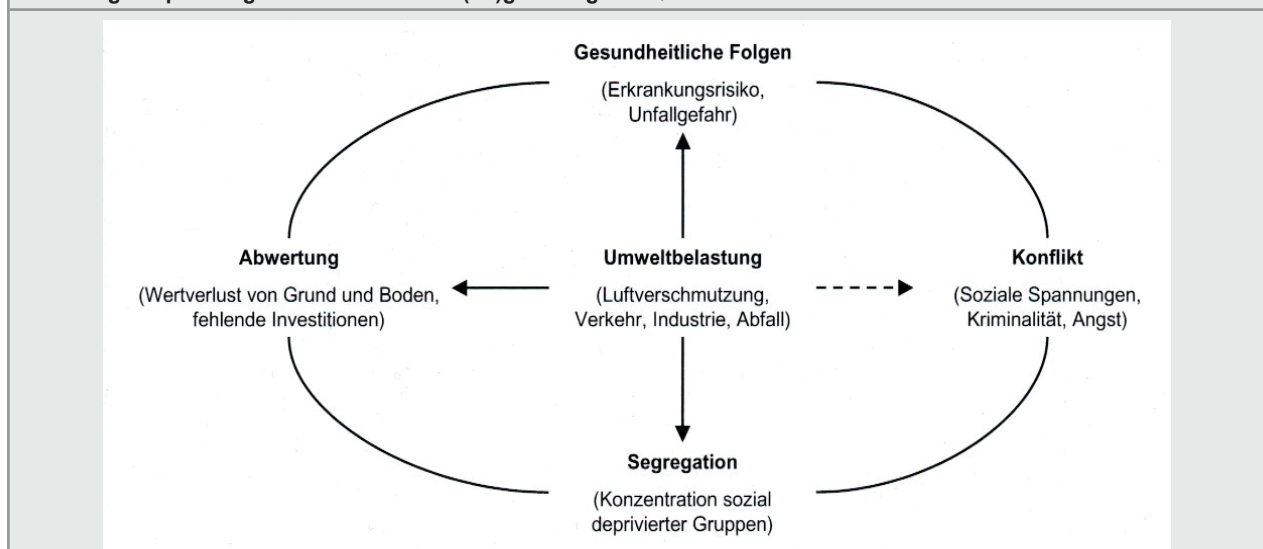 Gesundheitliche Folgen
(Erkrankungsrisiko,
Unfallgefahr)
Abwertung
(Wertverlust von Grund und Boden,
fehlende Investitionen)
Umweltbelastung
(Luftverschmutzung,
Verkehr, Industrie, Abfall)
Konflikt
(Soziale Spannungen,
Kriminalität, Angst)
Segregation
(Konzentration sozial
deprivierter Gruppen)